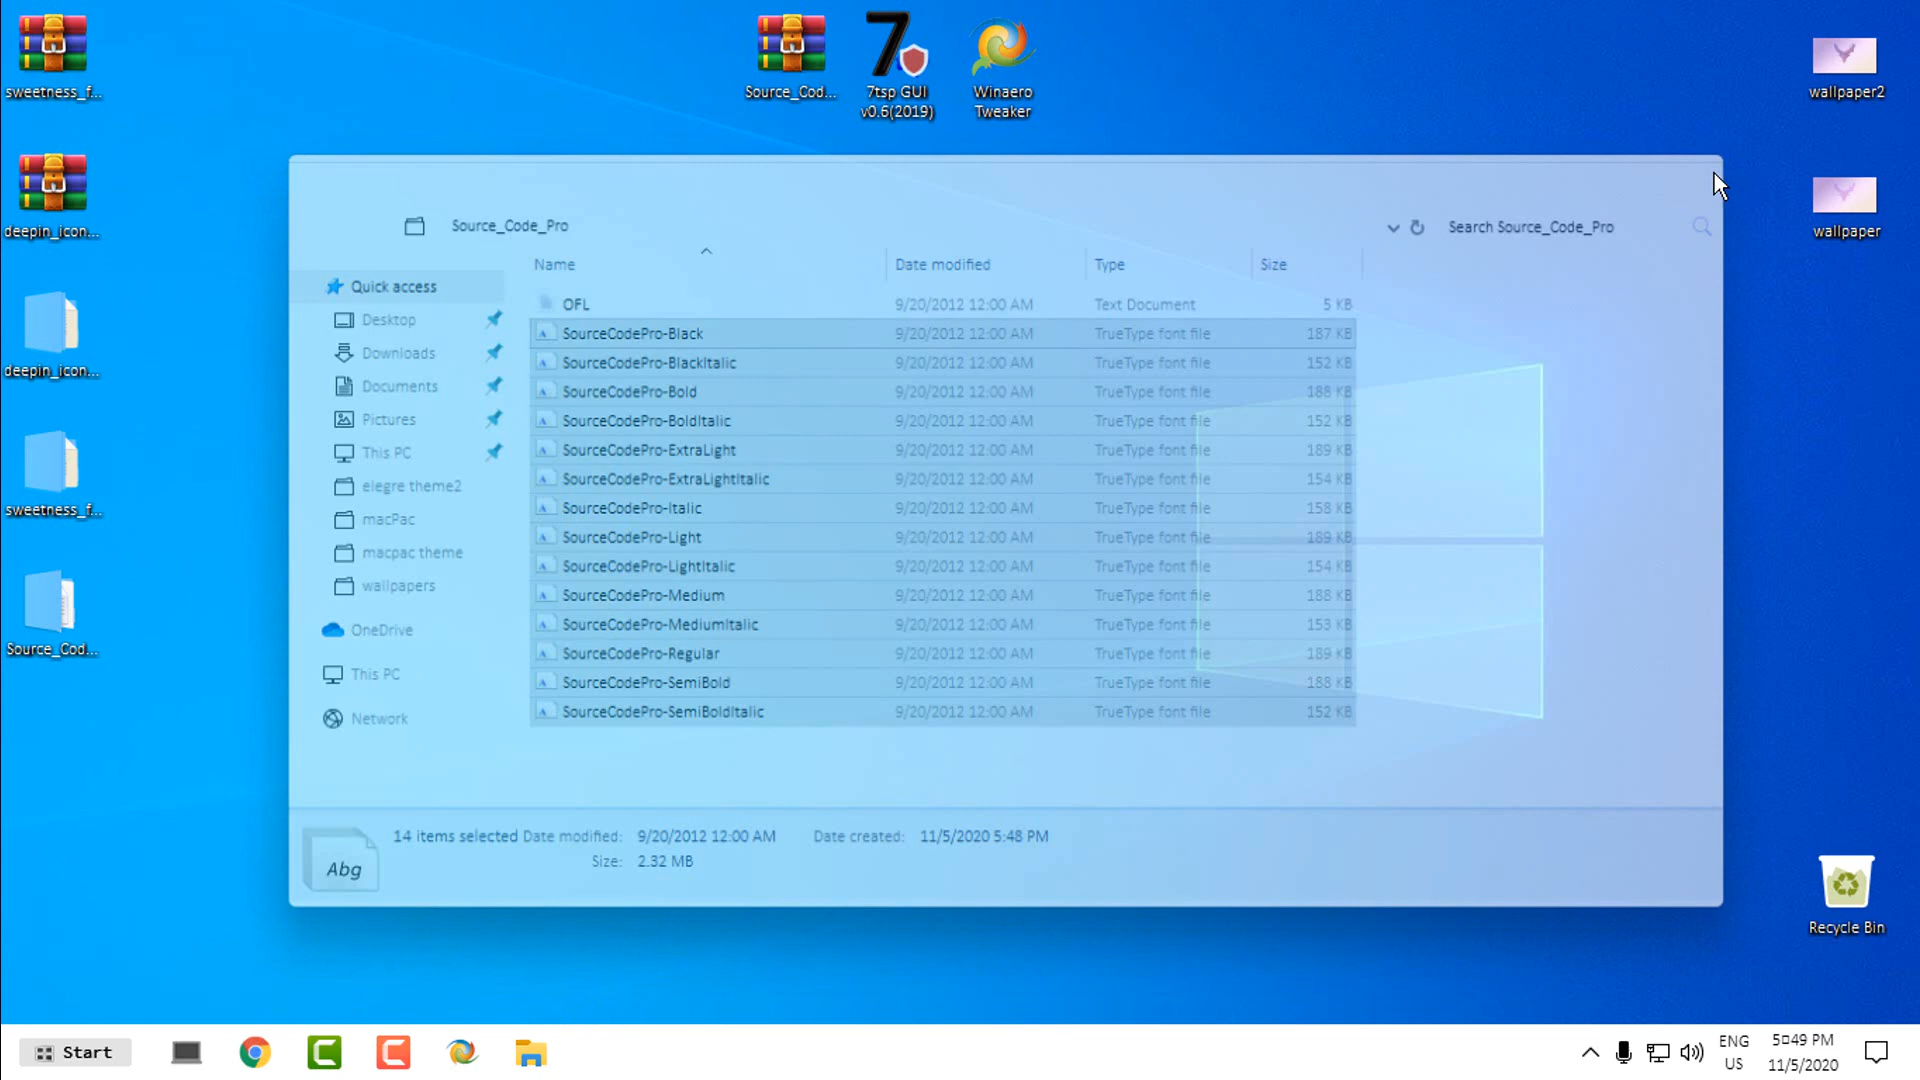 sweetness_f...
Source_Cod...
7
7tsp GUI
v0.6(2019)
Winaero
Tweaker
wallpaper2
deepin_icon...
wallpaper
deepin_icon...
sweetness_f...
Source_Cod...
Recycle Bin
Source_Code_Pro
Search Source_Code_Pro
Name Date modified Type Size
Quick access
Desktop
Downloads
Documents
Pictures
This PC
elegre theme2
macPac
macpac theme
wallpapers
OneDrive
This PC
Network
OFL 9/20/2012 12:00 AM Text Document 5 KB
SourceCodePro-Black 9/20/2012 12:00 AM TrueType font file 187 KB
SourceCodePro-BlackItalic 9/20/2012 12:00 AM TrueType font file 152 KB
SourceCodePro-Bold 9/20/2012 12:00 AM TrueType font file 188 KB
SourceCodePro-BoldItalic 9/20/2012 12:00 AM TrueType font file 152 KB
SourceCodePro-ExtraLight 9/20/2012 12:00 AM TrueType font file 189 KB
SourceCodePro-ExtraLightItalic 9/20/2012 12:00 AM TrueType font file 154 KB
SourceCodePro-Italic 9/20/2012 12:00 AM TrueType font file 158 KB
SourceCodePro-Light 9/20/2012 12:00 AM TrueType font file 189 KB
SourceCodePro-LightItalic 9/20/2012 12:00 AM TrueType font file 154 KB
SourceCodePro-Medium 9/20/2012 12:00 AM TrueType font file 188 KB
SourceCodePro-MediumItalic 9/20/2012 12:00 AM TrueType font file 153 KB
SourceCodePro-Regular 9/20/2012 12:00 AM TrueType font file 189 KB
SourceCodePro-SemiBold 9/20/2012 12:00 AM TrueType font file 188 KB
SourceCodePro-SemiBoldItalic 9/20/2012 12:00 AM TrueType font file 152 KB
Abg
14 items selected Date modified: 9/20/2012 12:00 AM Date created: 11/5/2020 5:48 PM
Size: 2.32 MB
Start
ENG
US
5□49 PM
11/5/2020